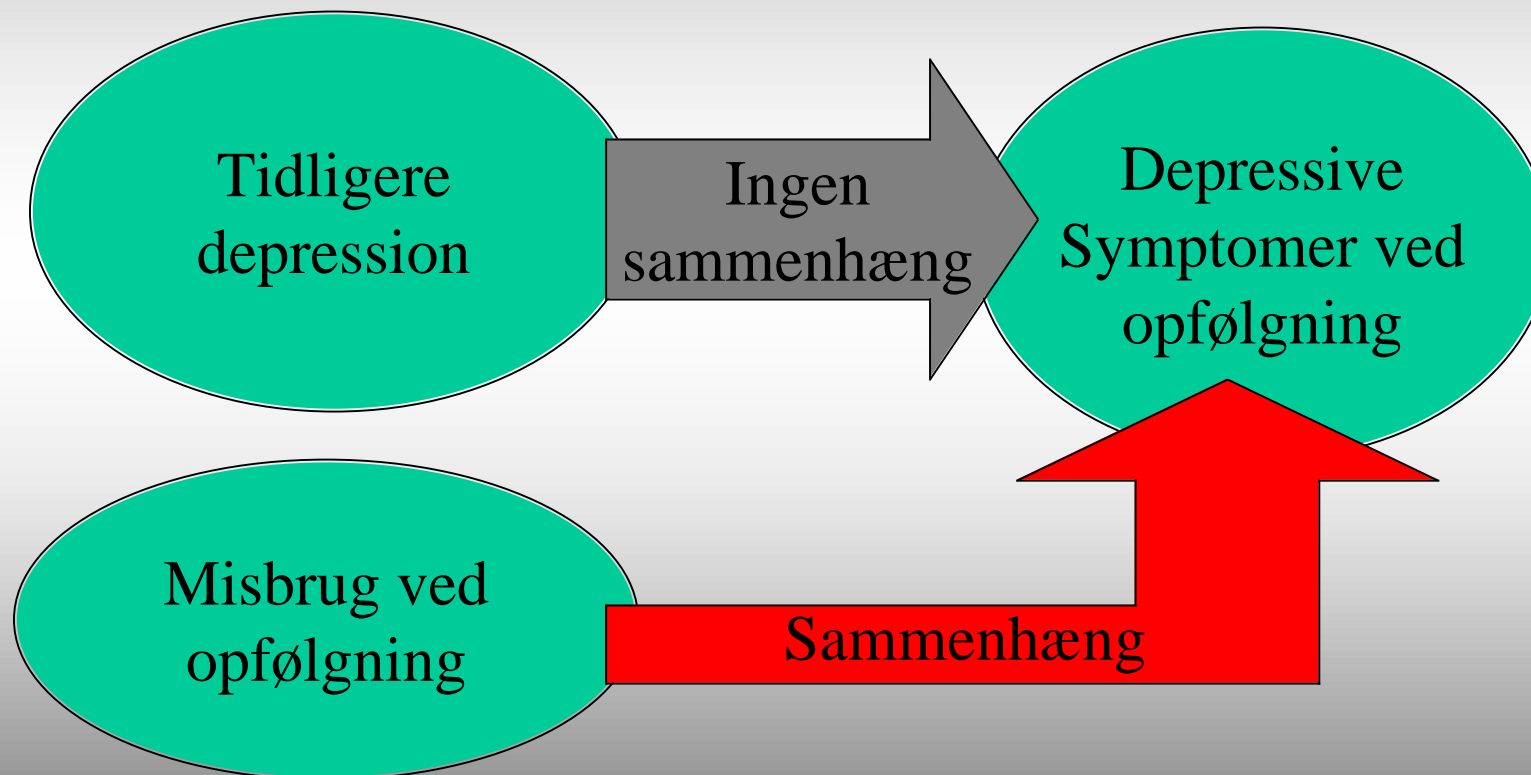 Tidligere
depression
Ingen
sammenhæng
Depressive
Symptomer ved
opfølgning
Misbrug ved
opfølgning
Sammenhæng